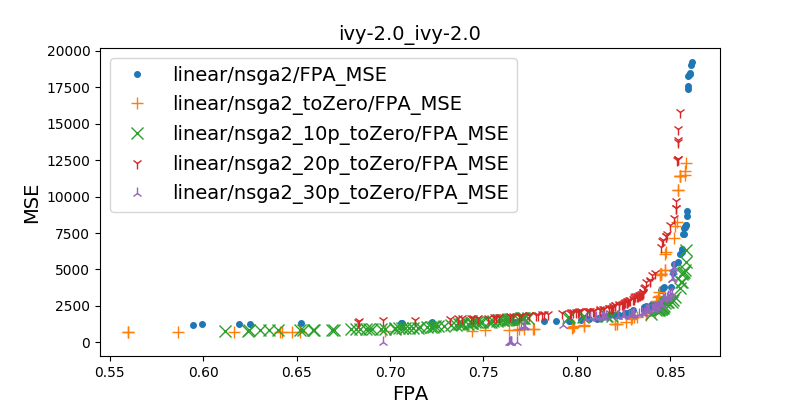 ivy-2.0_ivy-2.0
20000
17500
15000
12500
10000
7500
5000
2500
0
MSE
linear/nsga2/FPA_MSE
linear/nsga2_toZero/FPA_MSE
linear/nsga2_10p_toZero/FPA_MSE
linear/nsga2_20p_toZero/FPA_MSE
linear/nsga2_30p_toZero/FPA_MSE
0.55 0.60 0.65 0.70 0.75 0.80 0.85
FPA